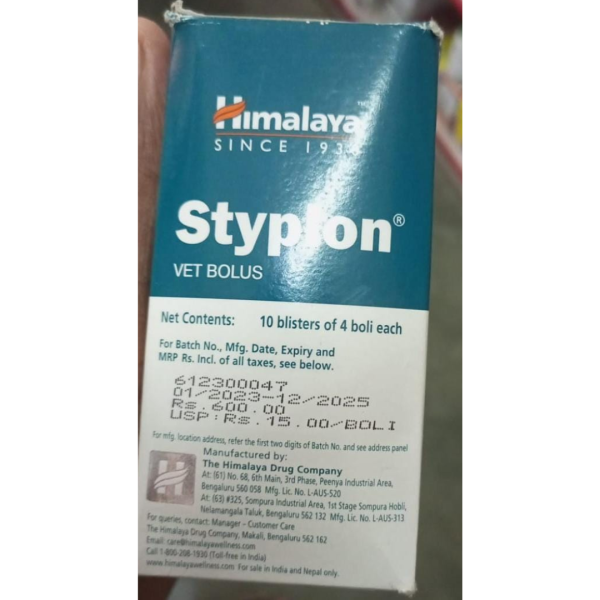 Himalaya
SINCE 193
Styplon®
VET BOLUS
Net Contents: 10 blisters of 4 boli each
For Batch No., Mfg. Date, Expiry and
MRP Rs. Incl. of all taxes, see below.
612300047
01/2023-12/2025
Rs.600.00
USP:Rs.15.00/BOLI
For mfg. location address, refer the first two digits of Batch No. and see address panel
Manufactured by:
The Himalaya Drug Company
At: (61) No. 68, 6th Main, 3rd Phase, Peenya Industrial Area,
Bengaluru 560 058 Mfg. Lic. No. L-AUS-520
At: (63) #325, Sompura Industrial Area, 1st Stage Sompura Hobli,
Nelamangala Taluk, Bengaluru 562 132 Mfg. Lic. No. L-AUS-313
For queries, contact: Manager - Customer Care
The Himalaya Drug Company, Makali, Bengaluru 562 162
Email: care@himalayawellness.com
Call 1-800-208-1930 (Toll-free in India)
www.himalayawellness.com For sale in India and Nepal only.